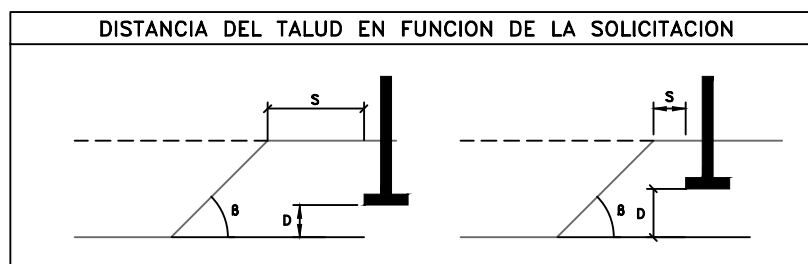 DISTANCIA DEL TALUD EN FUNCION DE LA SOLICITACION
S
S
β
D
β
D